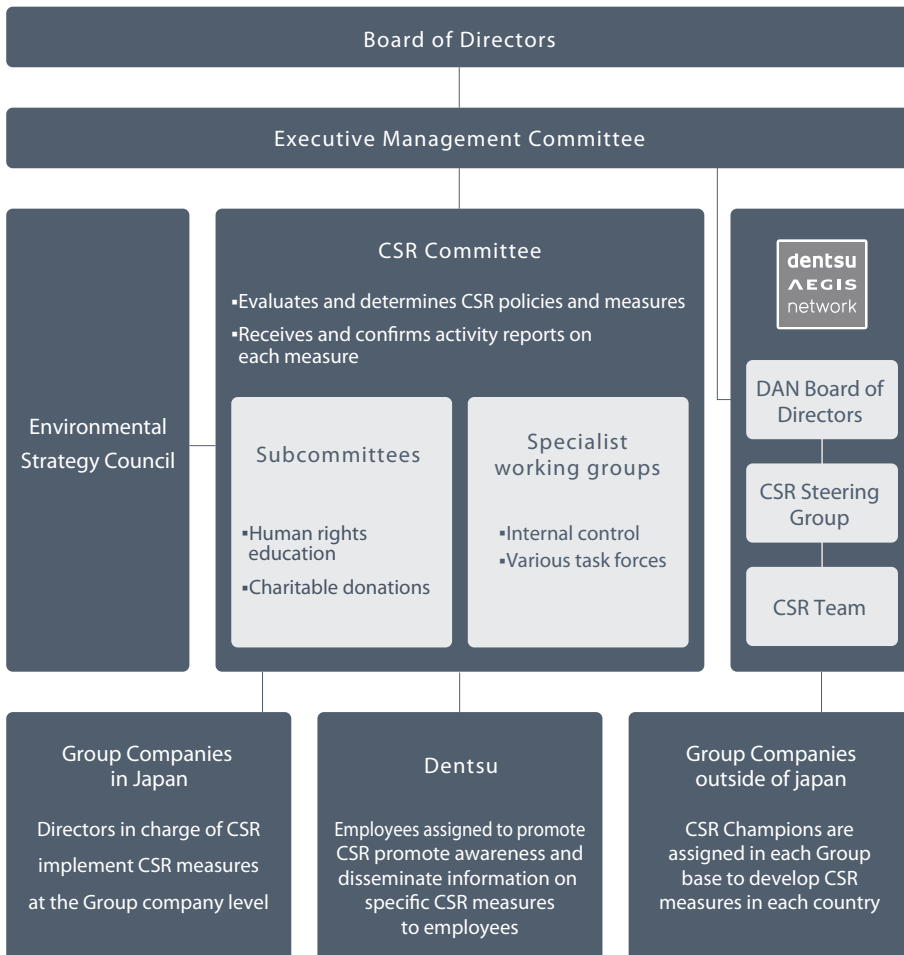 Board of Directors
Executive Management Committee
Environmental
Strategy Council
CSR Committee
▪Evaluates and determines CSR policies and measures
▪Receives and confirms activity reports on
each measure
Subcommittees
▪Human rights
education
▪Charitable donations
Specialist
working groups
▪Internal control
▪Various task forces
dentsu
AEGIS
network
DAN Board of
Directors
CSR Steering
Group
CSR Team
Group Companies
in Japan
Directors in charge of CSR
implement CSR measures
at the Group company level
Dentsu
Employees assigned to promote
CSR promote awareness and
disseminate information on
specific CSR measures
to employees
Group Companies
outside of japan
CSR Champions are
assigned in each Group
base to develop CSR
measures in each country